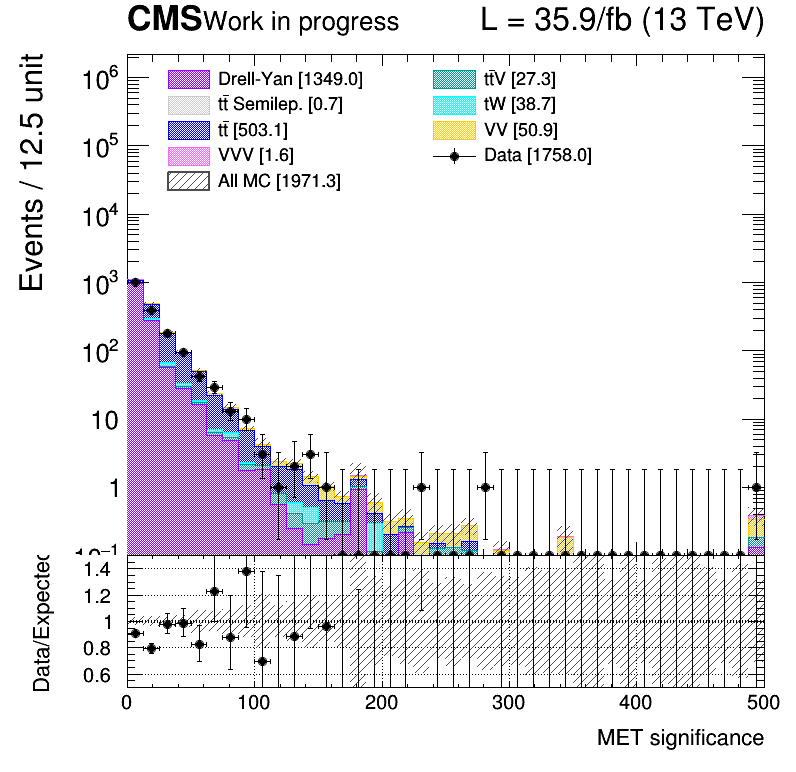 CMS Work in progress L = 35.9/fb (13 TeV)
Events / 12.5 unit
10⁶
10⁵
10⁴
10³
10²
10
1
10⁻¹
Drell-Yan [1349.0]
tt̄ Semilep. [0.7]
tt̄ [503.1]
VVV [1.6]
All MC [1971.3]
tt̄V [27.3]
tW [38.7]
VV [50.9]
Data [1758.0]
Data/Expected
1.4
1.2
1
0.8
0.6
0 100 200 300 400 500
MET significance